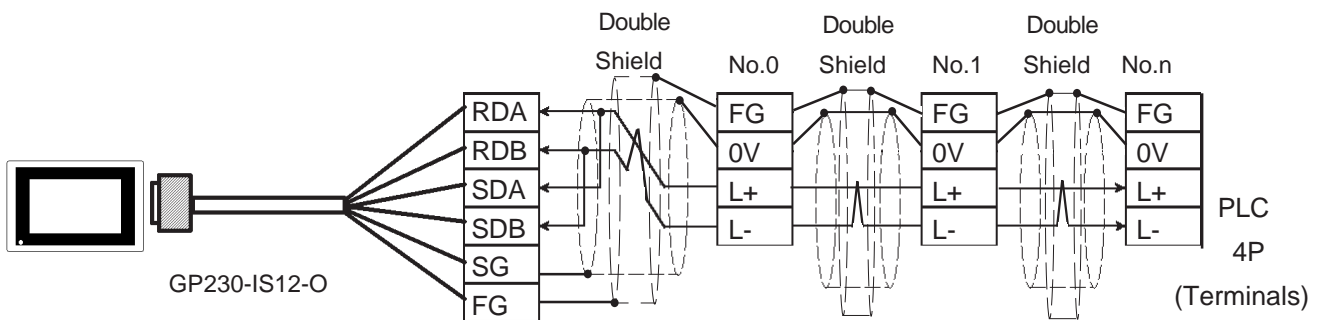 Double
Double
Double
Shield
No.0
Shield
No.1
Shield
No.n
RDA
FG
FG
FG
RDB
0V
0V
0V
SDA
L+
L+
L+
SDB
L-
L-
L-
PLC
4P
(Terminals)
SG
FG
GP230-IS12-O